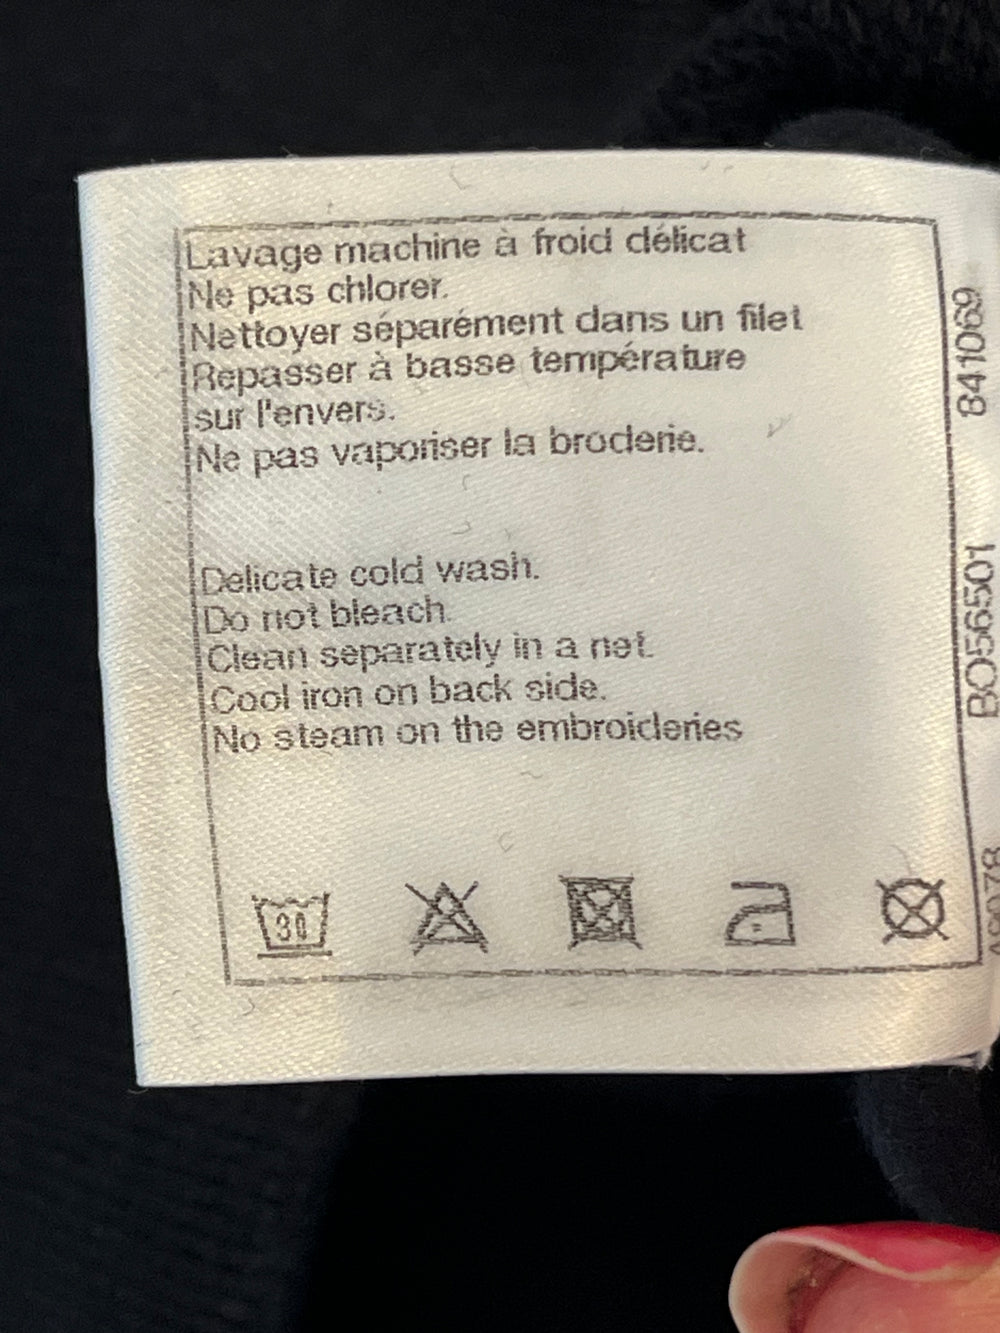 Lavage machine à froid délicat
Ne pas chlorer.
Nettoyer séparément dans un filet
Repasser à basse température
sur l'envers.
Ne pas vaporiser la broderie.
Delicate cold wash.
Do not bleach.
Clean separately in a net.
Cool iron on back side.
No steam on the embroideries
30
841069
BO56501